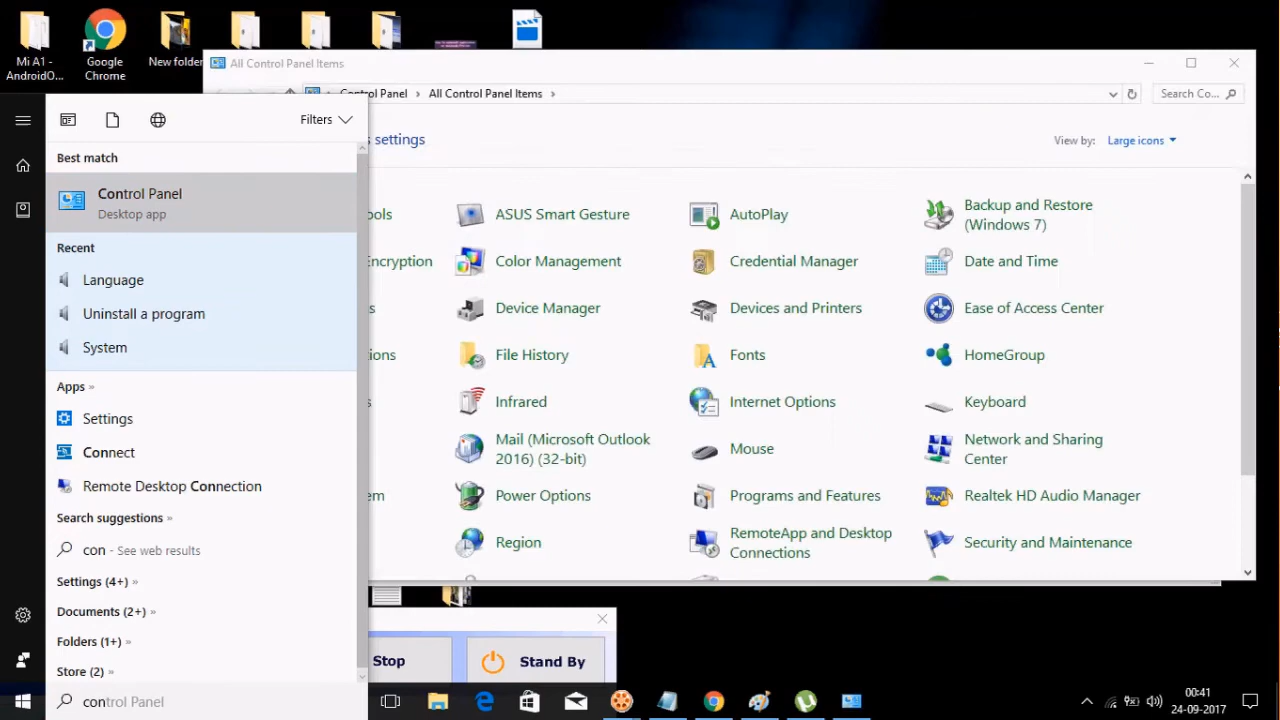 Mi A1 -
AndroidO...
Google
Chrome
New folder
All Control Panel Items
Control Panel
All Control Panel Items
Search Co...
s settings
View by:
Large icons
Filters
Best match
Control Panel
Desktop app
Recent
Language
Uninstall a program
System
Apps »
Settings
Connect
Remote Desktop Connection
Search suggestions »
con - See web results
Settings (4+) »
Documents (2+) »
Folders (1+) »
Store (2) »
control Panel
ols
ASUS Smart Gesture
AutoPlay
Backup and Restore
(Windows 7)
Encryption
Color Management
Credential Manager
Date and Time
s
Device Manager
Devices and Printers
Ease of Access Center
ions
File History
Fonts
HomeGroup
s
Infrared
Internet Options
Keyboard
Mail (Microsoft Outlook
2016) (32-bit)
Mouse
Network and Sharing
Center
em
Power Options
Programs and Features
Realtek HD Audio Manager
Region
RemoteApp and Desktop
Connections
Security and Maintenance
Stop
Stand By
00:41
24-09-2017